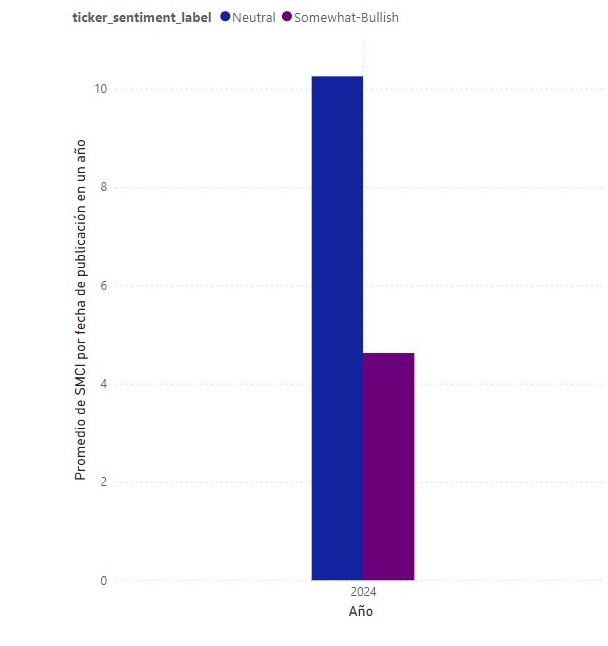 ticker_sentiment_label Neutral Somewhat-Bullish
Promedio de SMCI por fecha de publicación en un año
10
8
6
4
2
0
2024
Año